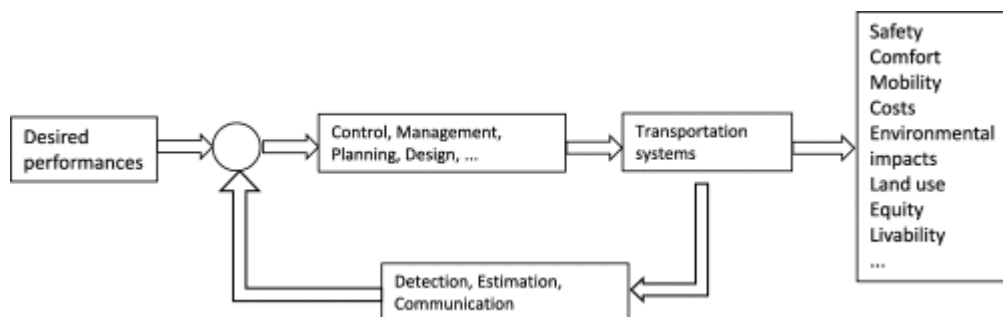 Desired
performances
Control, Management,
Planning, Design, ...
Transportation
systems
Safety
Comfort
Mobility
Costs
Environmental
impacts
Land use
Equity
Livability
...
Detection, Estimation,
Communication